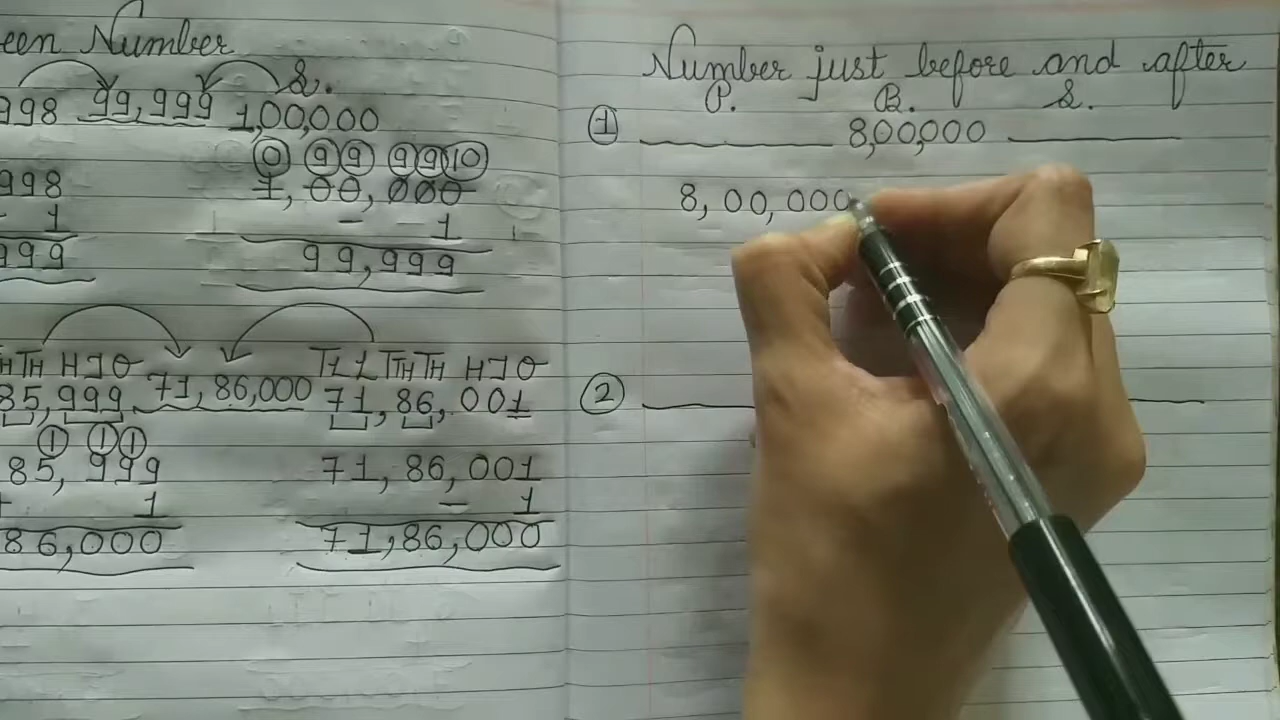 een Number
S.
998 99,999 1,00,000
0 9 9 9 9 10
998 1,00,000
- 1 - - 1
999 99,999
TH TH H T O T L L TH TH H T O
85,999 71,86,000 71,86,001
1 1 1
85,999 71,86,001
+ 1 - 1
86,000 71,86,000
Number just before and after
P. B. S.
1 8,00,000
8,00,000
2